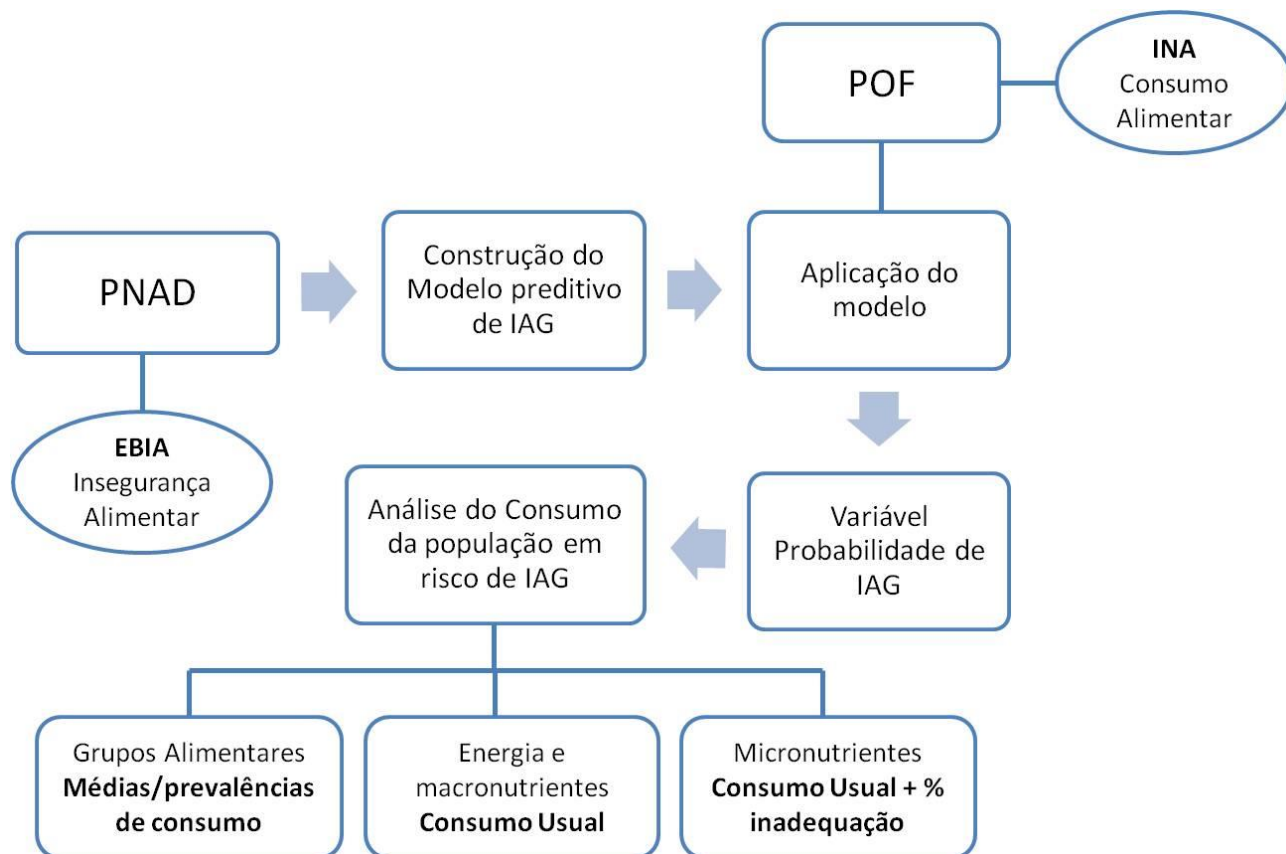 POF
INA
Consumo
Alimentar
PNAD
Construção do
Modelo preditivo
de IAG
Aplicação do
modelo
EBIA
Insegurança
Alimentar
Análise do Consumo
da população em
risco de IAG
Variável
Probabilidade de
IAG
Grupos Alimentares
Médias/prevalências
de consumo
Energia e
macronutrientes
Consumo Usual
Micronutrientes
Consumo Usual + %
inadequação